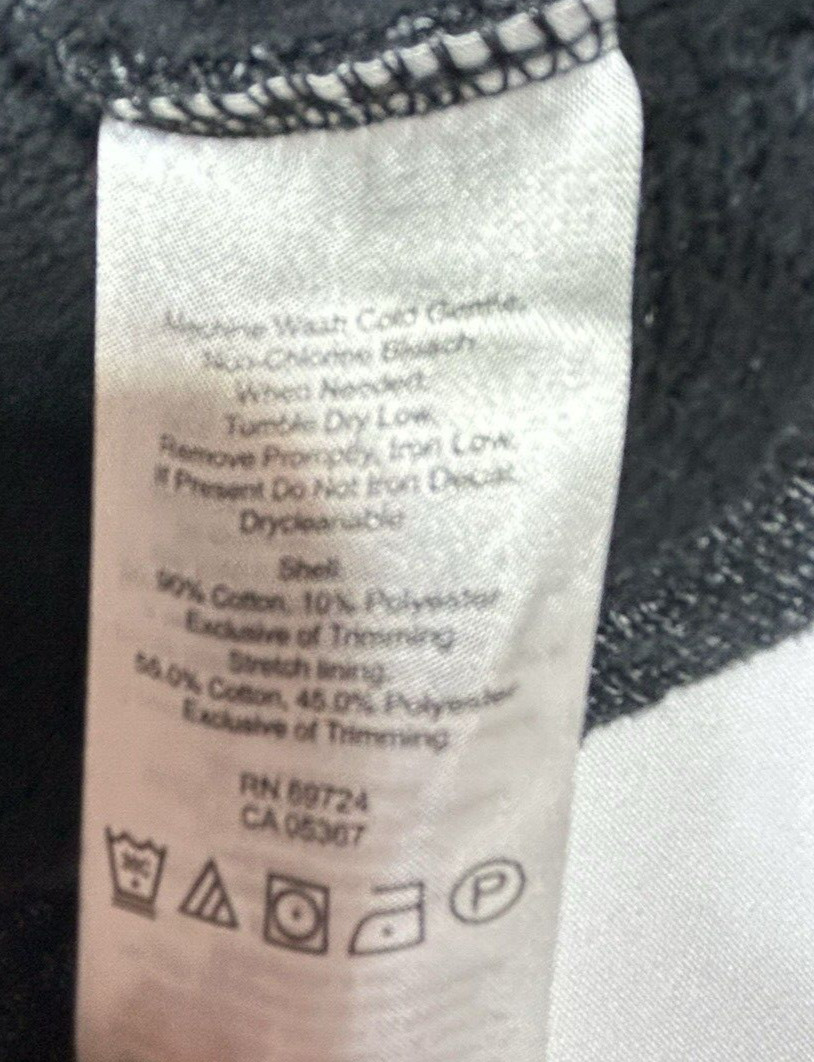 Machine Wash Cold Gentle,
Non-Chlorine Bleach
When Needed,
Tumble Dry Low,
Remove Promptly, Iron Low,
If Present Do Not Iron Decal,
Drycleanable
Shell:
90% Cotton, 10% Polyester
Exclusive of Trimming
Stretch lining:
55.0% Cotton, 45.0% Polyester
Exclusive of Trimming
RN 69724
CA 05367
30C
P